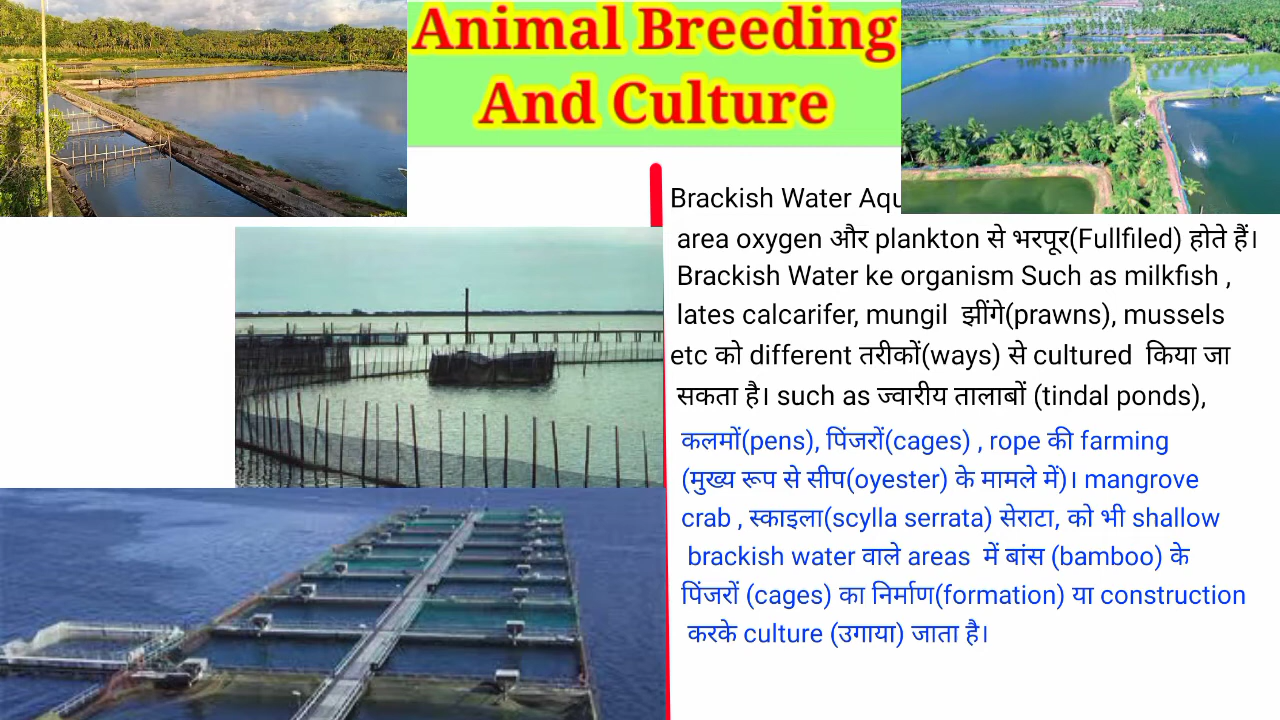 Animal Breeding
And Culture
Brackish Water
area oxygen और plankton से भरपूर(Fullfiled) होते हैं।
Brackish Water ke organism Such as milkfish ,
lates calcarifer, mungil झींगे(prawns), mussels
etc को different तरीकों(ways) से cultured किया जा
सकता है। such as ज्वारीय तालाबों (tindal ponds),
कलमों(pens), पिंजरों(cages) , rope की farming
(मुख्य रूप से सीप(oyester) के मामले में)। mangrove
crab , स्काइला(scylla serrata) सेराटा, को भी shallow
brackish water वाले areas में बांस (bamboo) के
पिंजरों (cages) का निर्माण(formation) या construction
करके culture (उगाया) जाता है।